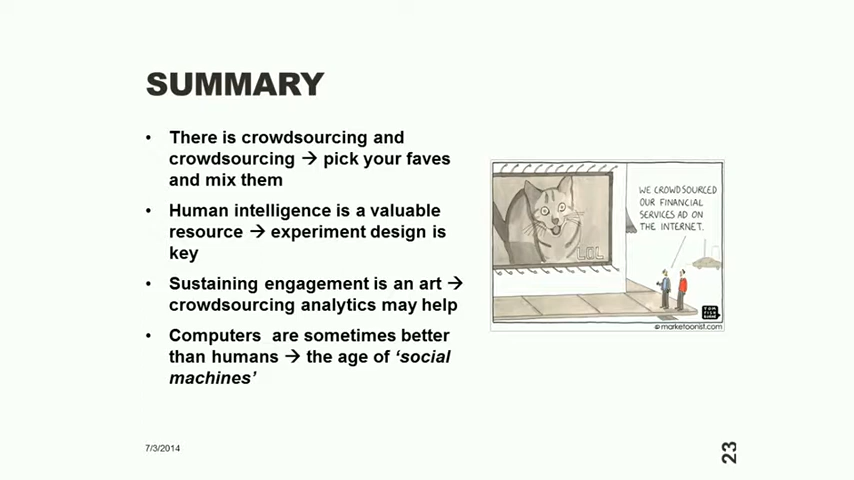 SUMMARY
• There is crowdsourcing and
crowdsourcing → pick your faves
and mix them
• Human intelligence is a valuable
resource → experiment design is
key
• Sustaining engagement is an art →
crowdsourcing analytics may help
• Computers are sometimes better
than humans → the age of ‘social
machines’
WE CROWDSOURCED
OUR FINANCIAL
SERVICES AD ON
THE INTERNET.
LOL
TOM
FISH
BURNE
© marketoonist.com
7/3/2014
23